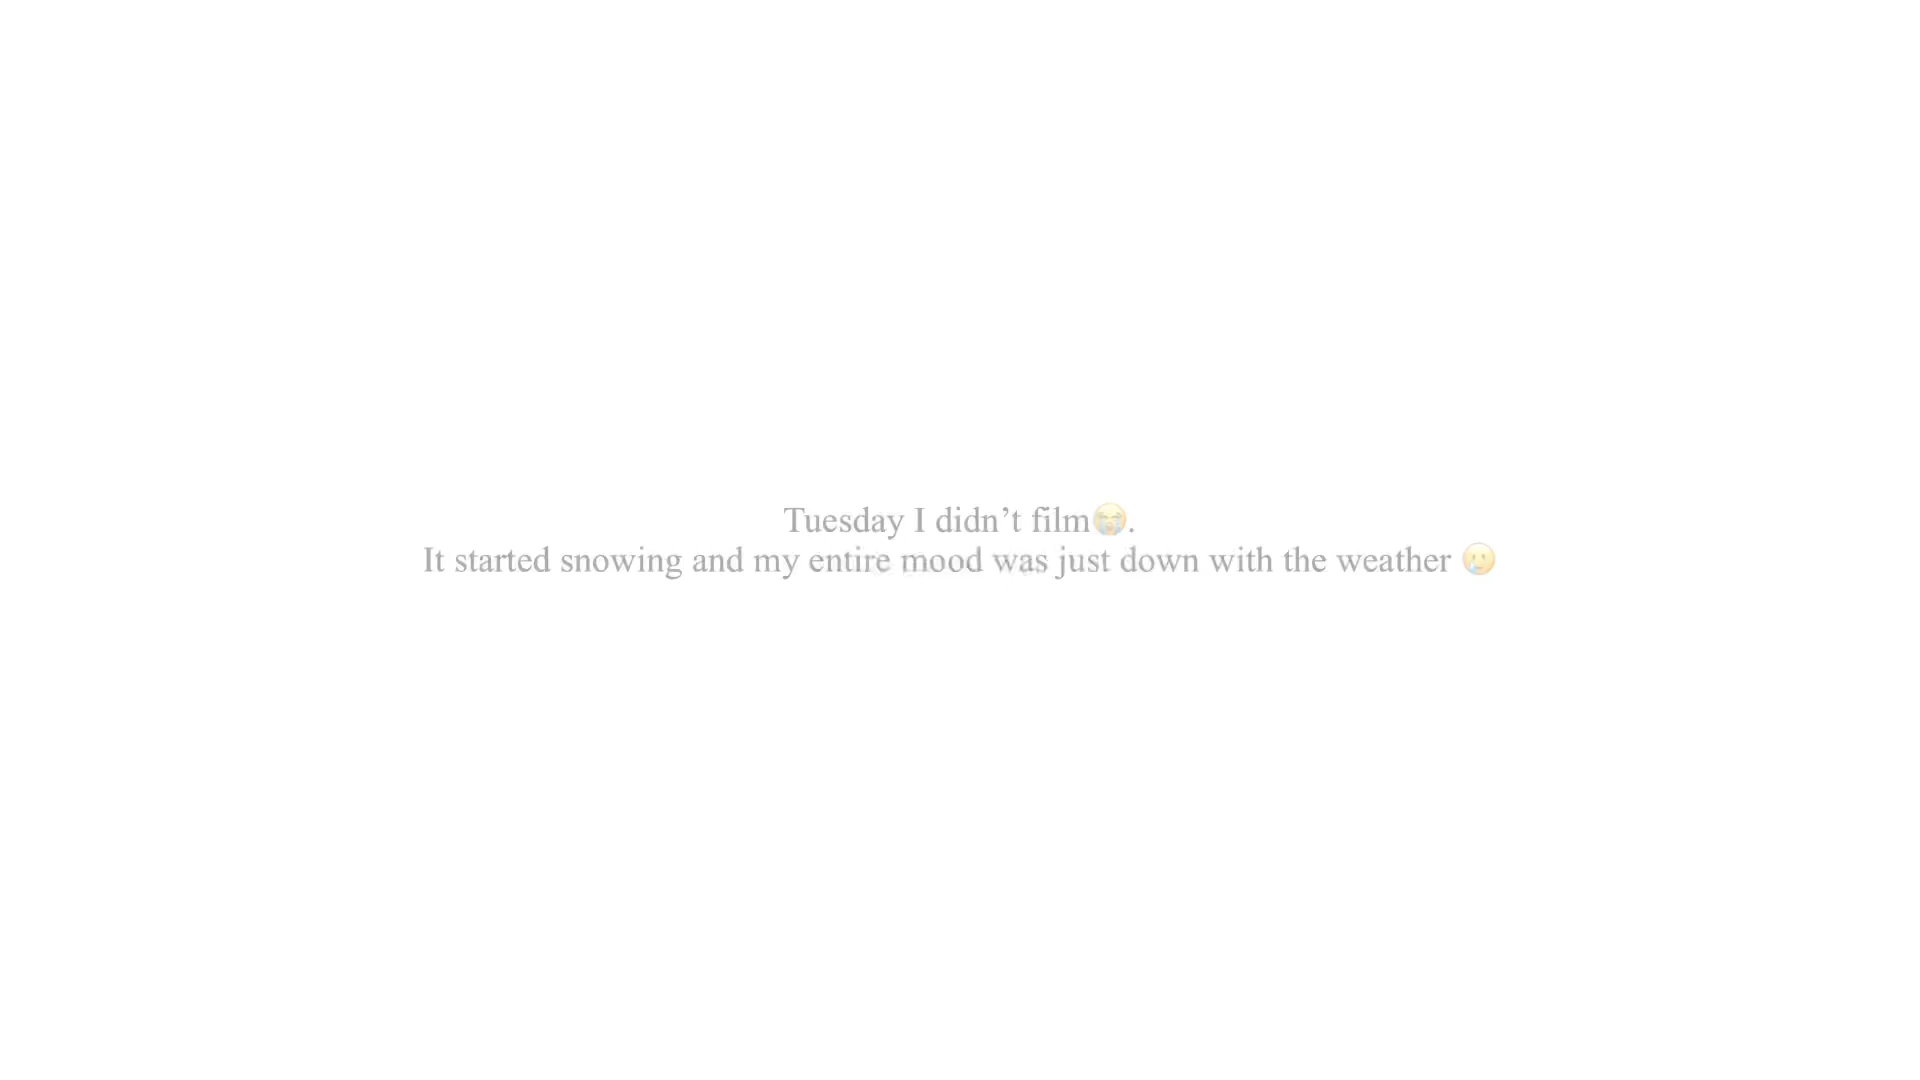 Tuesday I didn’t film😭.
It started snowing and my entire mood was just down with the weather 🥲